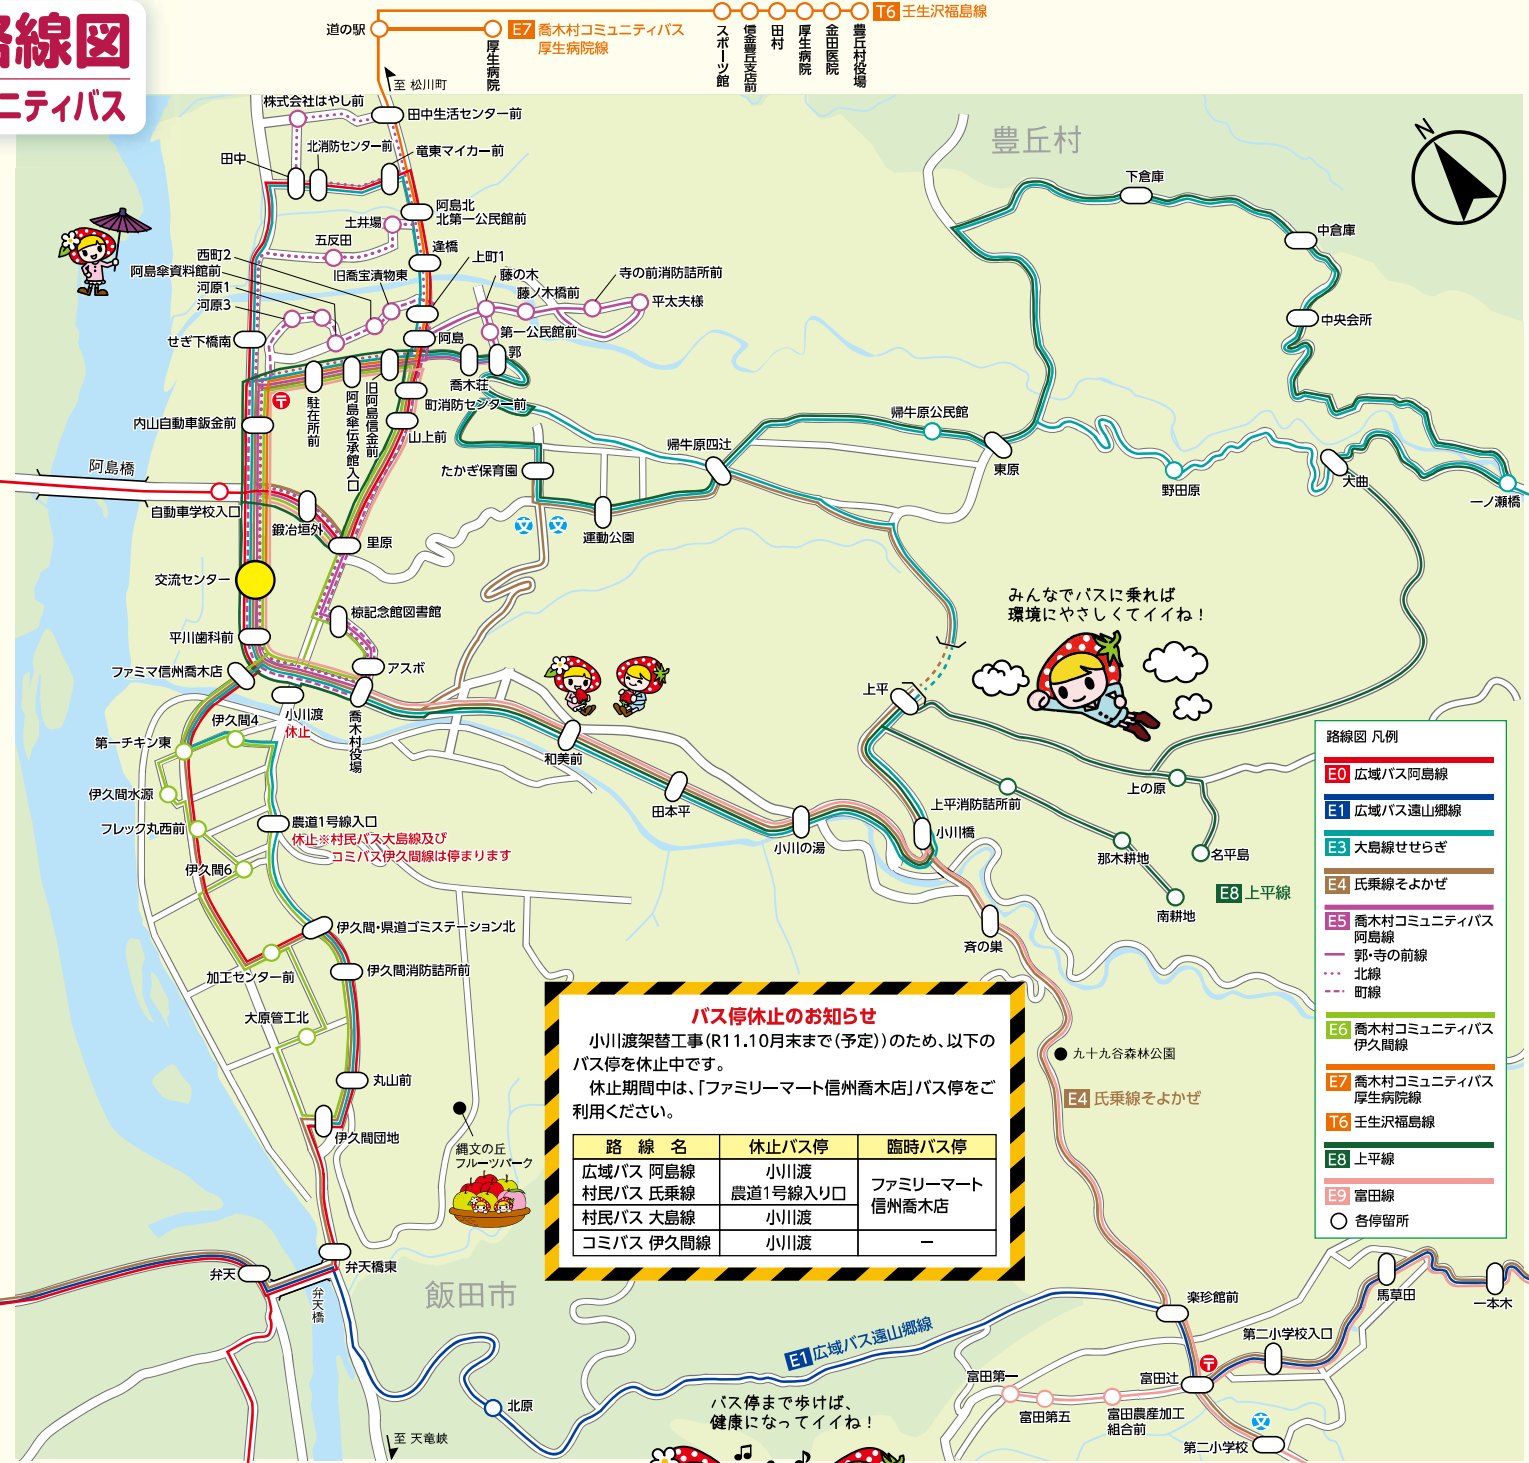 路線図
ニティバス
道の駅
厚生病院
E7 喬木村コミュニティバス
厚生病院線
スポーツ館
信金豊丘支店前
田村
厚生病院
金田医院
豊丘村役場
T6 壬生沢福島線
至 松川町
株式会社はやし前
田中生活センター前
北消防センター前
竜東マイカー前
田中
豊丘村
N
下倉庫
中倉庫
中央会所
阿島北
北第一公民館前
土井場
五反田
逢橋
西町2
阿島傘資料館前
旧喬宝漬物東
上町1
河原1
河原3
藤の木
藤ノ木橋前
寺の前消防詰所前
平太夫様
せぎ下橋南
阿島
第一公民館前
郭
喬木荘
町消防センター前
駐在所前
阿島傘伝承館入口
旧阿島信金前
内山自動車鈑金前
山上前
帰牛原公民館
帰牛原四辻
東原
阿島橋
たかぎ保育園
野田原
大曲
一ノ瀬橋
自動車学校入口
鍛冶垣外
里原
運動公園
交流センター
椋記念館図書館
みんなでバスに乗れば
環境にやさしくてイイね！
平川歯科前
アスボ
ファミマ信州喬木店
上平
小川渡
休止
喬木村役場
伊久間4
第一チキン東
和美前
伊久間水源
田本平
上平消防詰所前
上の原
フレック丸西前
農道1号線入口
休止※村民バス大島線及び
コミバス伊久間線は停まります
小川の湯
小川橋
那木耕地
名平島
伊久間6
E8 上平線
南耕地
伊久間・県道ゴミステーション北
斉の巣
加工センター前
伊久間消防詰所前
大原管工北
丸山前
伊久間団地
縄文の丘
フルーツパーク
バス停休止のお知らせ
小川渡架替工事（R11.10月末まで（予定））のため、以下の
バス停を休止中です。
休止期間中は、「ファミリーマート信州喬木店」バス停をご
利用ください。
路 線 名 休止バス停 臨時バス停
広域バス 阿島線 小川渡
村民バス 氏乗線 農道1号線入り口
ファミリーマート
信州喬木店
村民バス 大島線 小川渡
コミバス 伊久間線 小川渡 －
九十九谷森林公園
E4 氏乗線そよかぜ
路線図 凡例
E0 広域バス阿島線
E1 広域バス遠山郷線
E3 大島線せせらぎ
E4 氏乗線そよかぜ
E5 喬木村コミュニティバス
阿島線
郭・寺の前線
北線
町線
E6 喬木村コミュニティバス
伊久間線
E7 喬木村コミュニティバス
厚生病院線
T6 壬生沢福島線
E8 上平線
E9 富田線
各停留所
弁天
弁天橋東
弁天橋
飯田市
楽珍館前
馬草田
一本木
E1 広域バス遠山郷線
第二小学校入口
富田第一
富田辻
北原
富田第五
富田農産加工
組合前
バス停まで歩けば、
健康になってイイね！
至 天竜峡
第二小学校